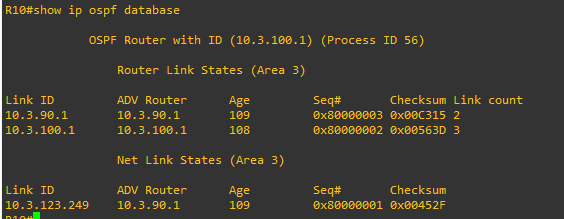 R10#show ip ospf database
OSPF Router with ID (10.3.100.1) (Process ID 56)
Router Link States (Area 3)
Link ID ADV Router Age Seq# Checksum Link count
10.3.90.1 10.3.90.1 109 0x80000003 0x00C315 2
10.3.100.1 10.3.100.1 108 0x80000002 0x00563D 3
Net Link States (Area 3)
Link ID ADV Router Age Seq# Checksum
10.3.123.249 10.3.90.1 109 0x80000001 0x00452F
R10#